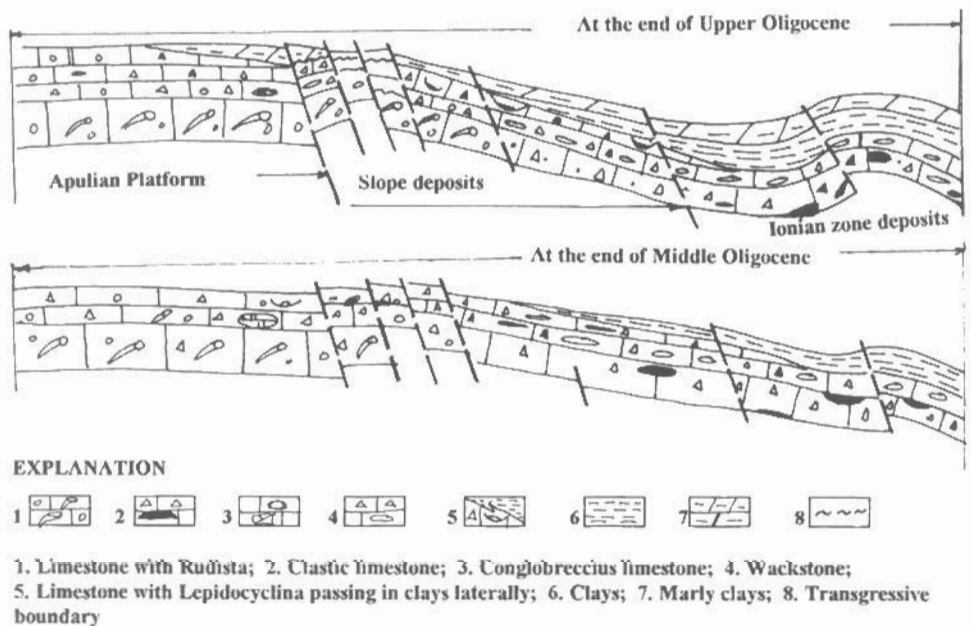 At the end of Upper Oligocene
Apulian Platform
Slope deposits
Ionian zone deposits
At the end of Middle Oligocene
EXPLANATION
1 2 3 4 5 6 7 8
1. Limestone with Rudista; 2. Clastic limestone; 3. Conglobreccius limestone; 4. Wackstone;
5. Limestone with Lepidocyclina passing in clays laterally; 6. Clays; 7. Marly clays; 8. Transgressive
boundary